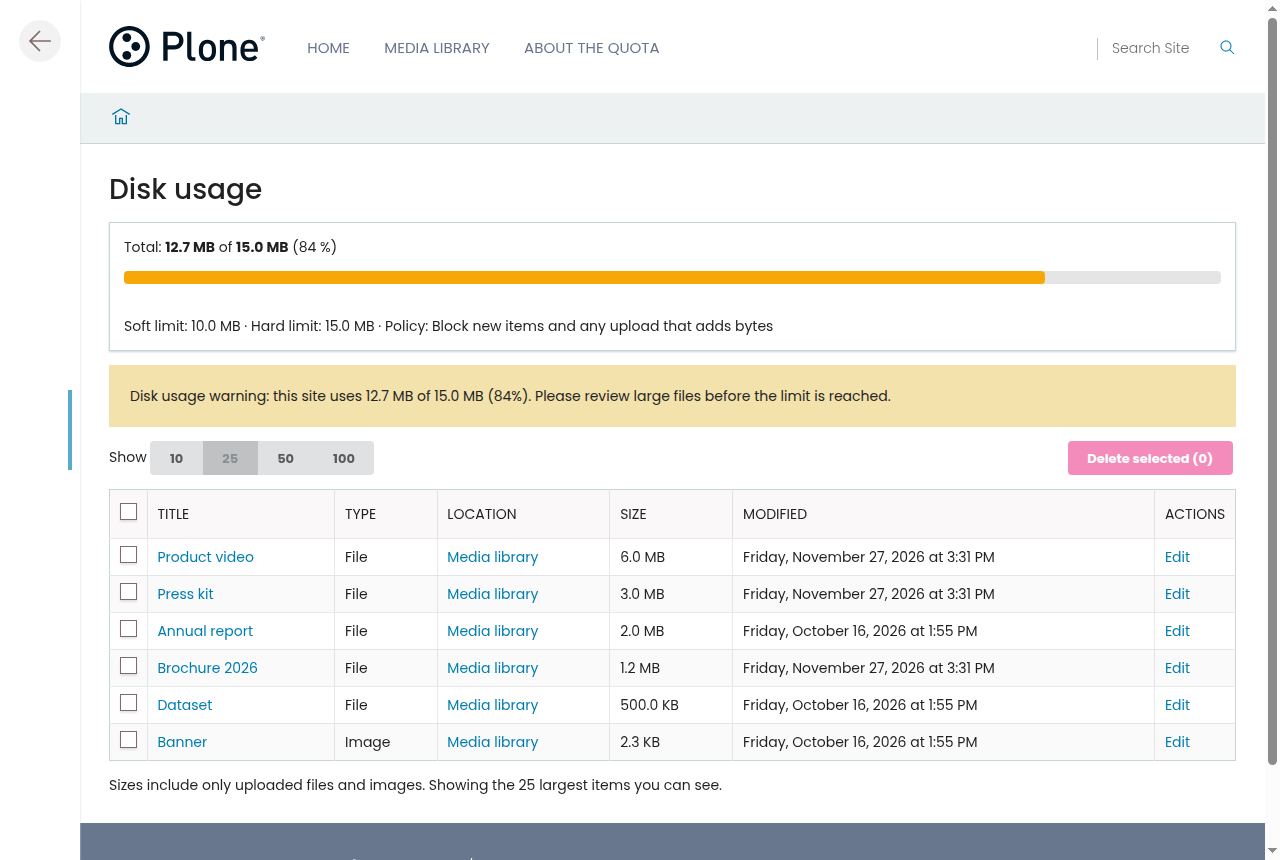 Plone®
HOME MEDIA LIBRARY ABOUT THE QUOTA
Search Site
Disk usage
Total: 12.7 MB of 15.0 MB (84 %)
Soft limit: 10.0 MB · Hard limit: 15.0 MB · Policy: Block new items and any upload that adds bytes
Disk usage warning: this site uses 12.7 MB of 15.0 MB (84%). Please review large files before the limit is reached.
Show 10 25 50 100 Delete selected (0)
TITLE TYPE LOCATION SIZE MODIFIED ACTIONS
Product video File Media library 6.0 MB Friday, November 27, 2026 at 3:31 PM Edit
Press kit File Media library 3.0 MB Friday, November 27, 2026 at 3:31 PM Edit
Annual report File Media library 2.0 MB Friday, October 16, 2026 at 1:55 PM Edit
Brochure 2026 File Media library 1.2 MB Friday, November 27, 2026 at 3:31 PM Edit
Dataset File Media library 500.0 KB Friday, October 16, 2026 at 1:55 PM Edit
Banner Image Media library 2.3 KB Friday, October 16, 2026 at 1:55 PM Edit
Sizes include only uploaded files and images. Showing the 25 largest items you can see.